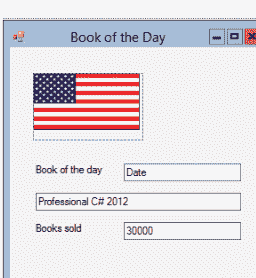 Book of the Day
Book of the day Date
Professional C# 2012
Books sold 30000